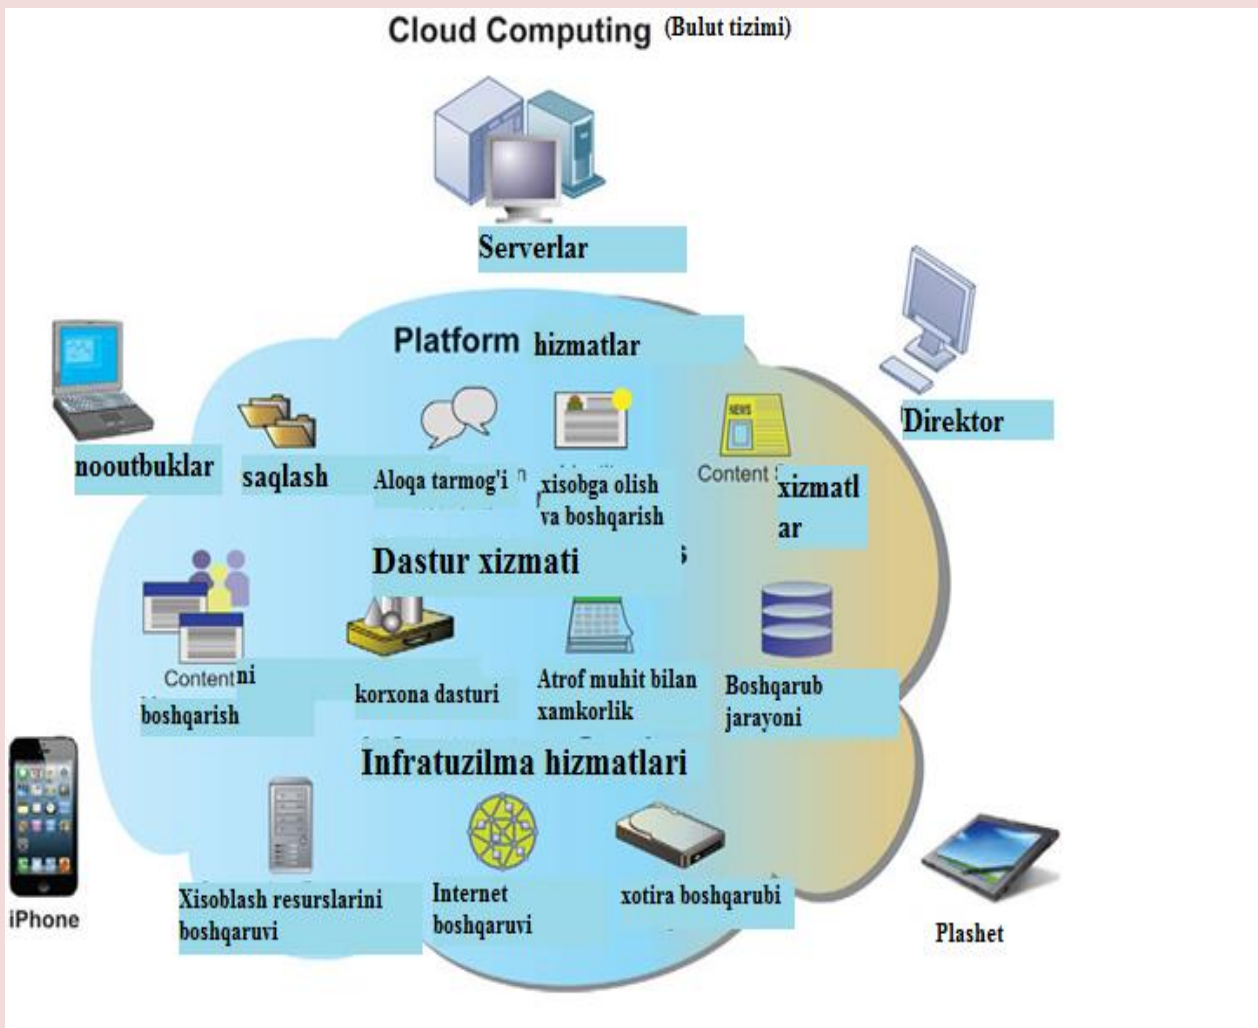 Cloud Computing (Bulut tizimi)
Serverlar
Platform hizmatlar
Direktor
nooutbuklar
saqlash
Aloqa tarmog'i
xisobga olish
va boshqarish
NEWS
Content
xizmatl
ar
Dastur xizmati
Content ni
boshqarish
korxona dasturi
Atrof muhit bilan
xamkorlik
Boshqarub
jarayoni
Infratuzilma hizmatlari
Xisoblash resurslarini
boshqaruvi
Internet
boshqaruvi
xotira boshqarubi
iPhone
Plashet